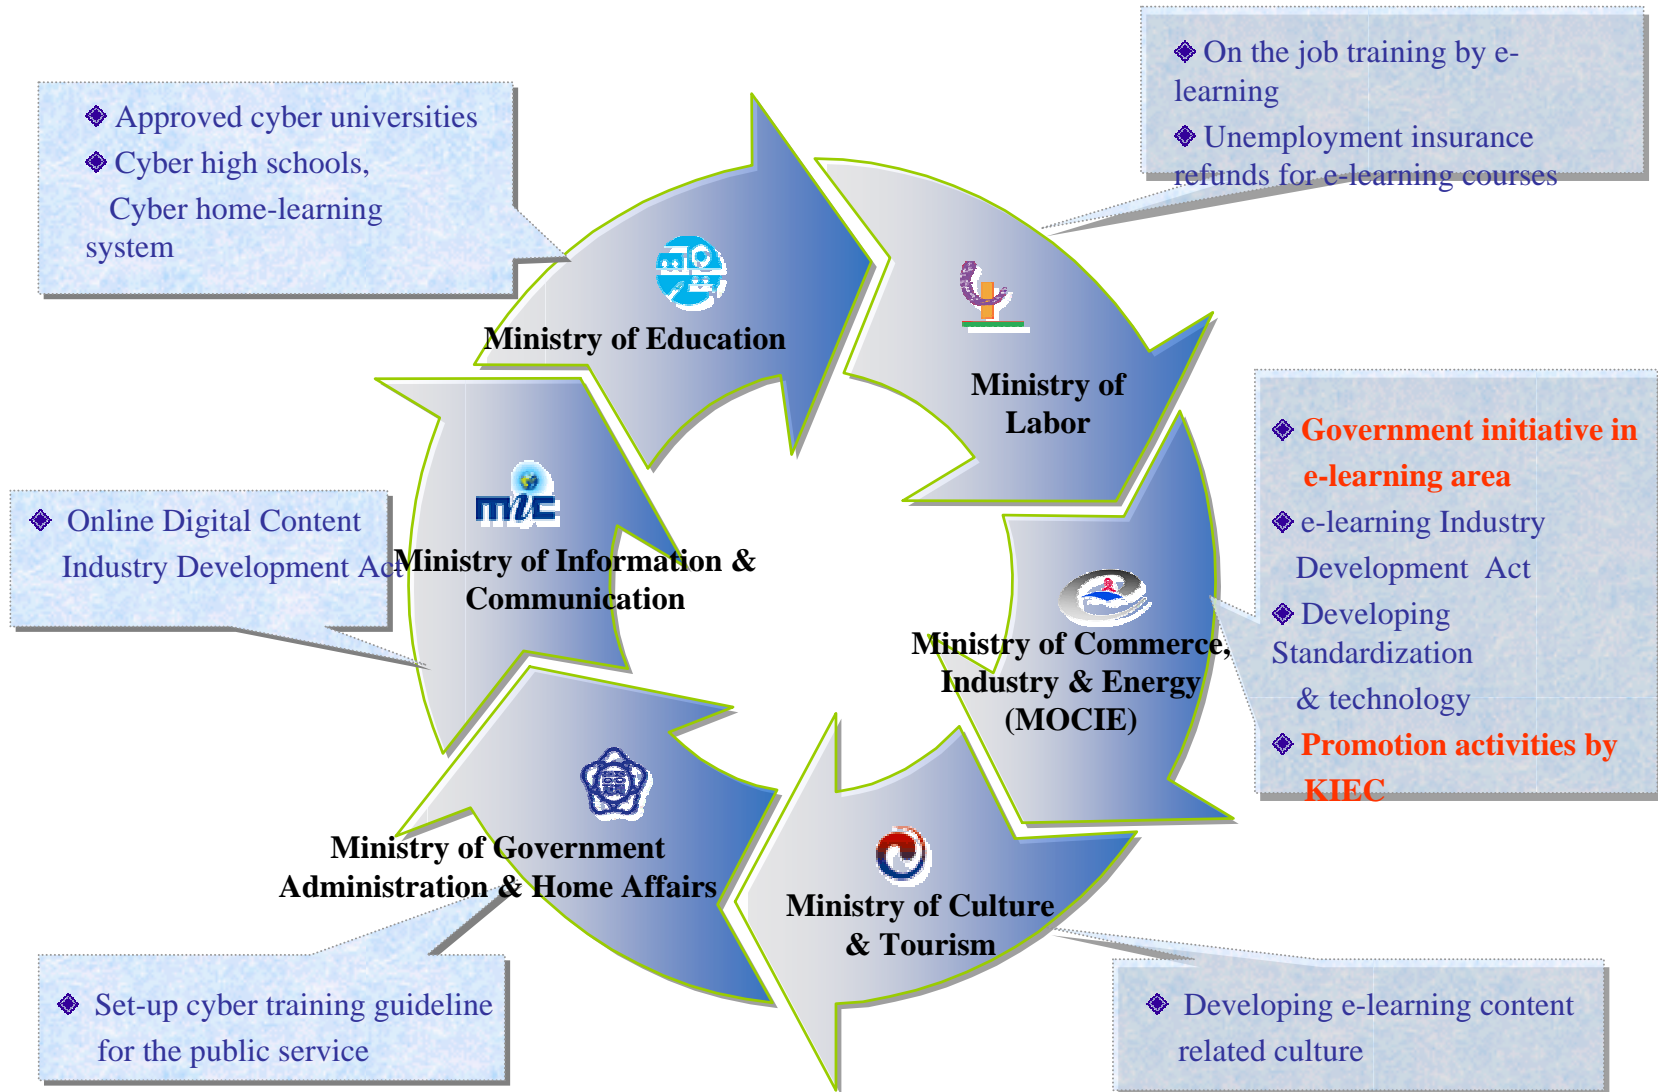 On the job training by e-
learning
Unemployment insurance
refunds for e-learning courses
Approved cyber universities
Cyber high schools,
Cyber home-learning
system
Ministry of Education
Ministry of
Labor
Government initiative in
e-learning area
e-learning Industry
Development Act
Developing
Standardization
& technology
Promotion activities by
KIEC
mic
Online Digital Content
Industry Development Act
Ministry of Information &
Communication
Ministry of Commerce,
Industry & Energy
(MOCIE)
Ministry of Government
Administration & Home Affairs
Ministry of Culture
& Tourism
Set-up cyber training guideline
for the public service
Developing e-learning content
related culture